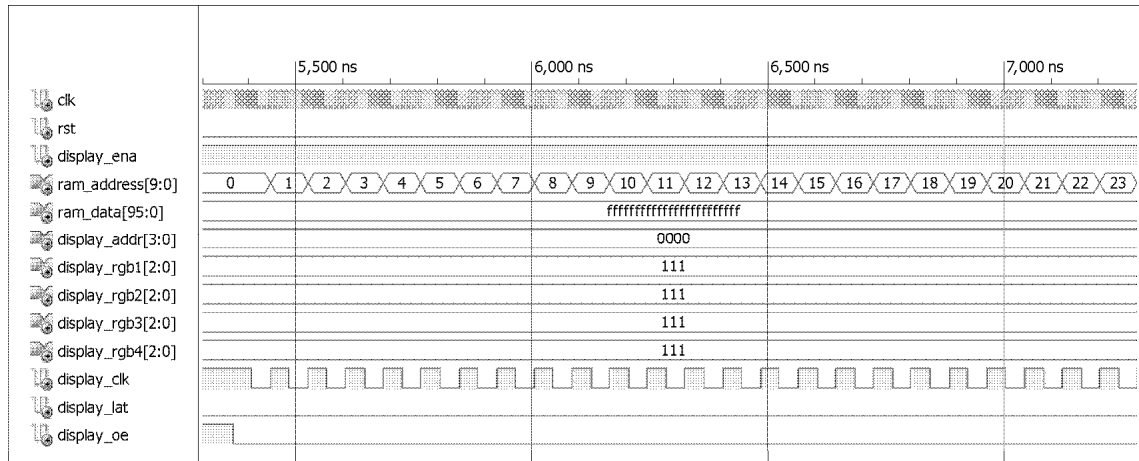 5,500 ns 6,000 ns 6,500 ns 7,000 ns
clk
rst
display_ena
ram_address[9:0] 0 1 2 3 4 5 6 7 8 9 10 11 12 13 14 15 16 17 18 19 20 21 22 23
ram_data[95:0] ffffffffffffffffffffffff
display_addr[3:0] 0000
display_rgb1[2:0] 111
display_rgb2[2:0] 111
display_rgb3[2:0] 111
display_rgb4[2:0] 111
display_clk
display_lat
display_oe